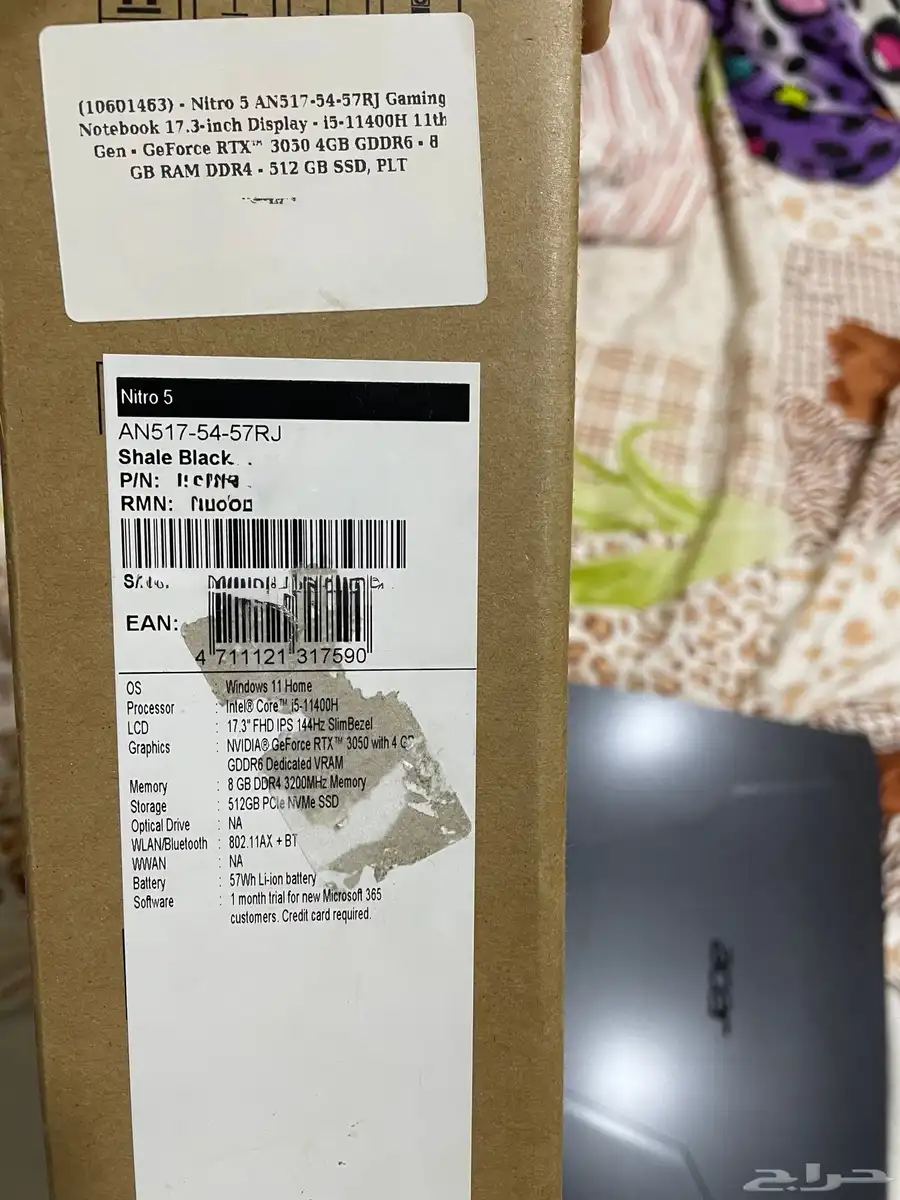 (10601463) - Nitro 5 AN517-54-57RJ Gaming
Notebook 17.3-inch Display - i5-11400H 11th
Gen - GeForce RTX™ 3050 4GB GDDR6 - 8
GB RAM DDR4 - 512 GB SSD, PLT
Nitro 5
AN517-54-57RJ
Shale Black
P/N:
RMN:
EAN:
4 711121 317590
OS Windows 11 Home
Processor : Intel® Core™ i5-11400H
LCD : 17.3" FHD IPS 144Hz SlimBezel
Graphics : NVIDIA® GeForce RTX™ 3050 with 4
GDDR6 Dedicated VRAM
Memory : 8 GB DDR4 3200MHz Memory
Storage : 512GB PCIe NVMe SSD
Optical Drive : NA
WLAN/Bluetooth : 802.11AX + BT
WWAN : NA
Battery : 57Wh Li-ion battery
Software : 1 month trial for new Microsoft 365
customers. Credit card required.
acer
حراج